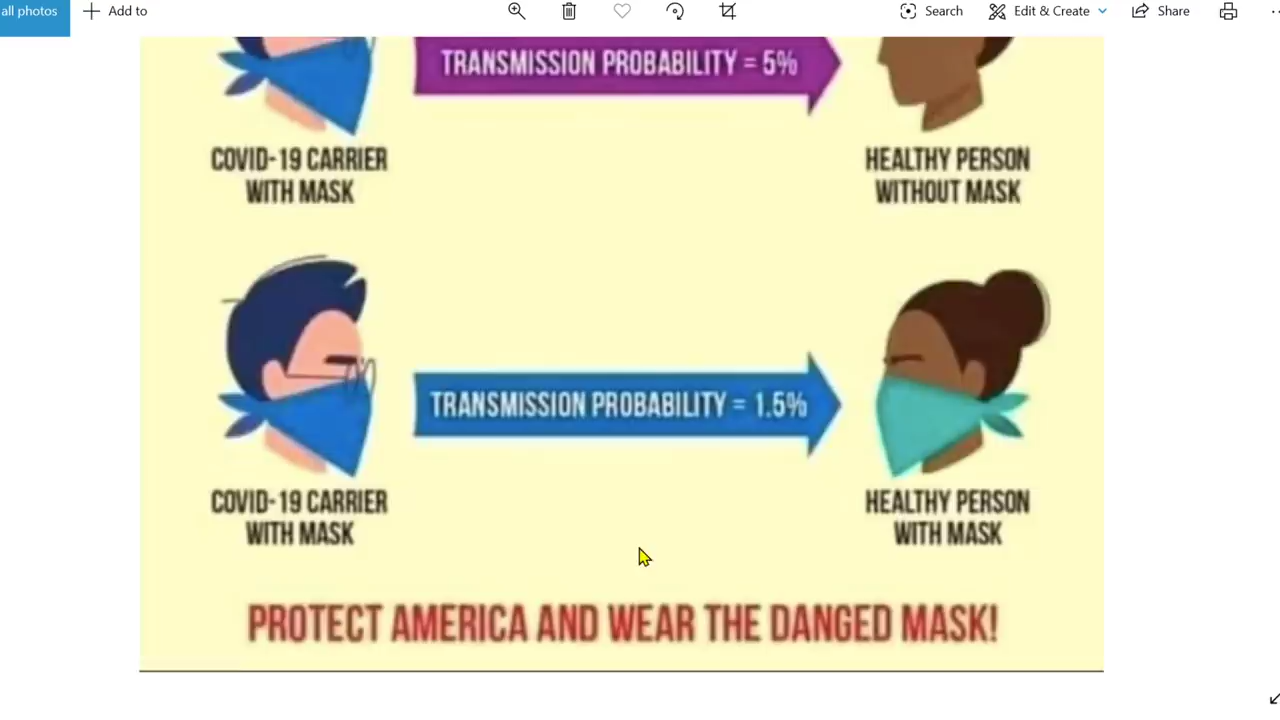 all photos
Add to
Search
Edit & Create
Share
TRANSMISSION PROBABILITY = 5%
COVID-19 CARRIER
WITH MASK
HEALTHY PERSON
WITHOUT MASK
TRANSMISSION PROBABILITY = 1.5%
COVID-19 CARRIER
WITH MASK
HEALTHY PERSON
WITH MASK
PROTECT AMERICA AND WEAR THE DANGED MASK!